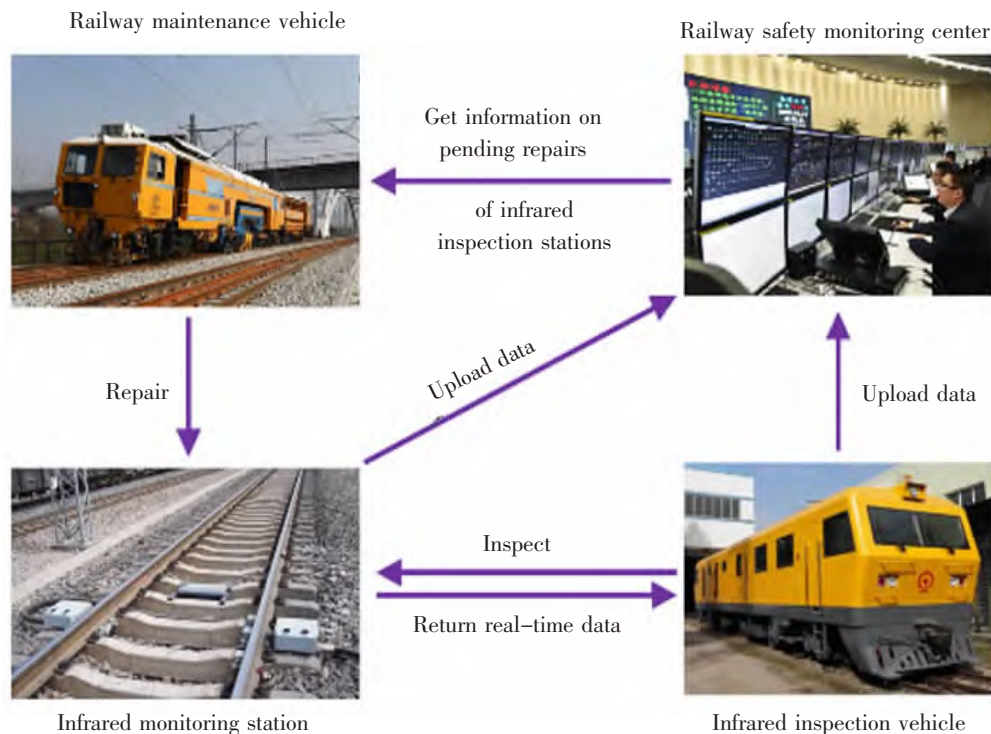 Railway maintenance vehicle
Railway safety monitoring center
Get information on
pending repairs
of infrared
inspection stations
Repair
Upload data
Upload data
Inspect
Return real-time data
Infrared monitoring station
Infrared inspection vehicle